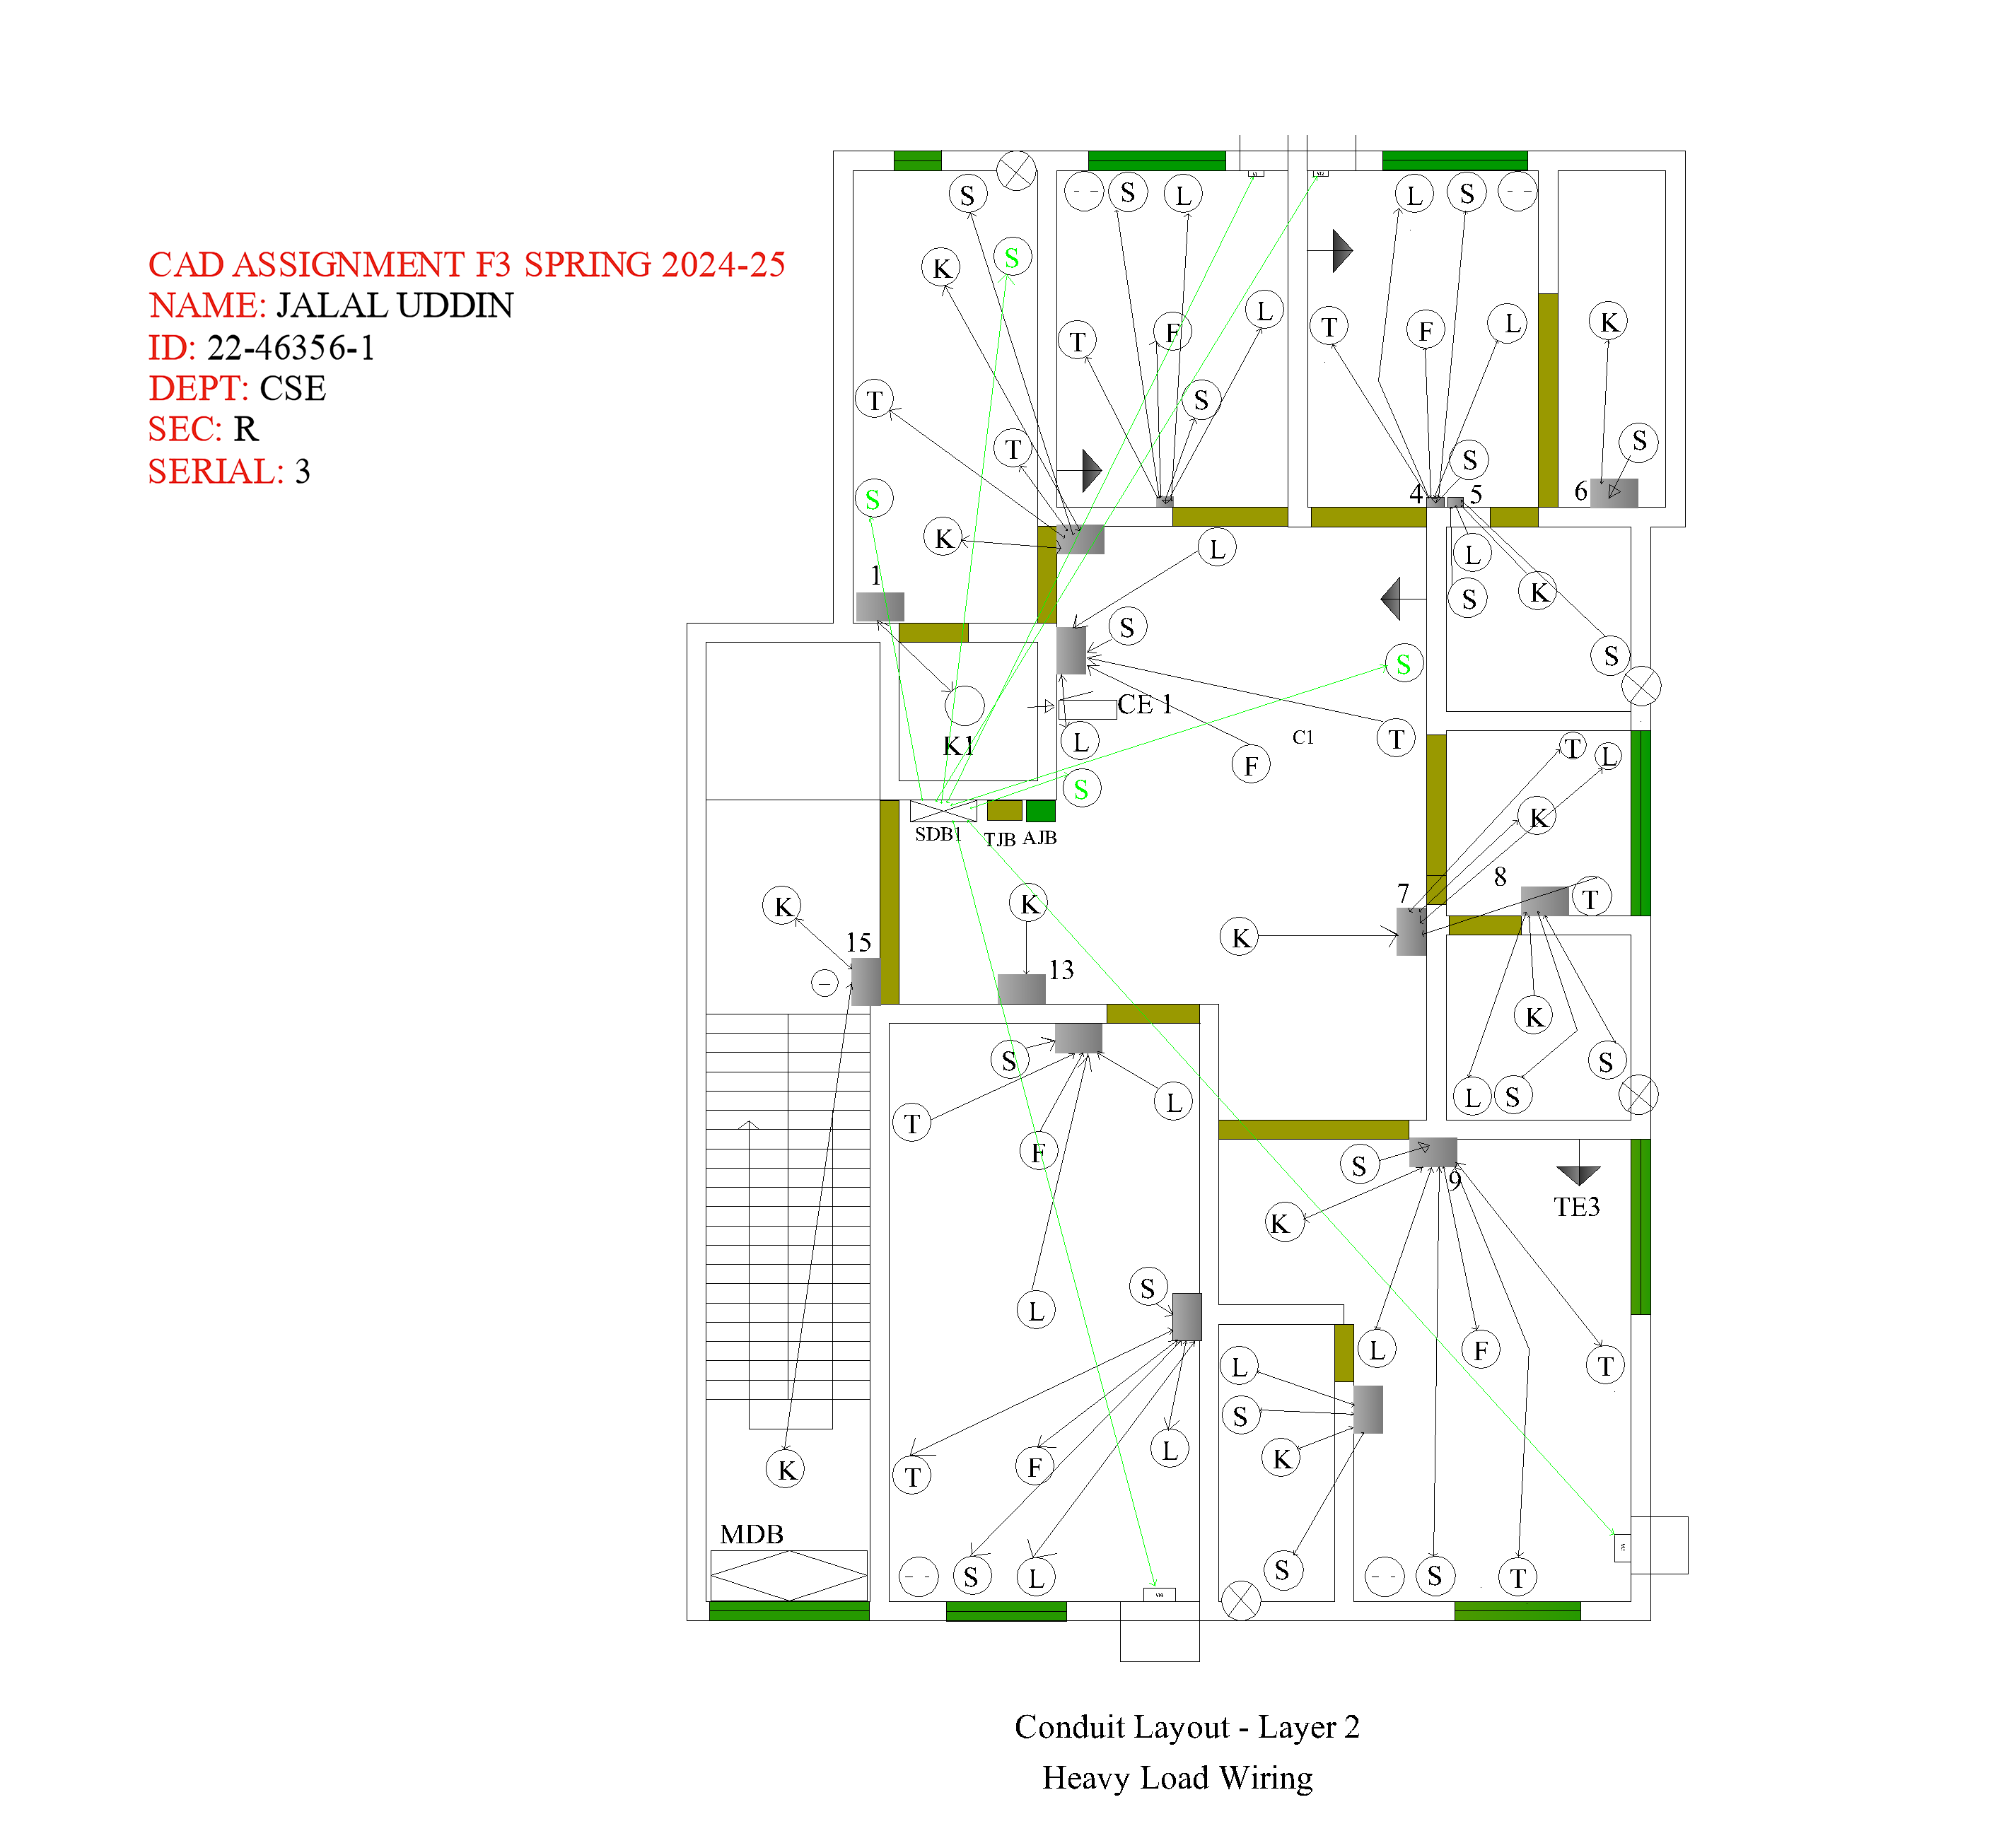 CAD ASSIGNMENT F3 SPRING 2024-25
NAME: JALAL UDDIN
ID: 22-46356-1
DEPT: CSE
SEC: R
SERIAL: 3
S L L S
S
K S
L L K
T F T F L
T S
T S S
S 4 5 6
K L L
1 K
S S
S S
CE 1
K1 L C1 T T L
F
S K
SDB1 TJB AJB
8
K K 7 T
15 K
13
K
S S
T L L S
F S
9
K TE3
S
L
L F T
L
S
L K
T F
K S
MDB
S L S S T
Conduit Layout - Layer 2
Heavy Load Wiring